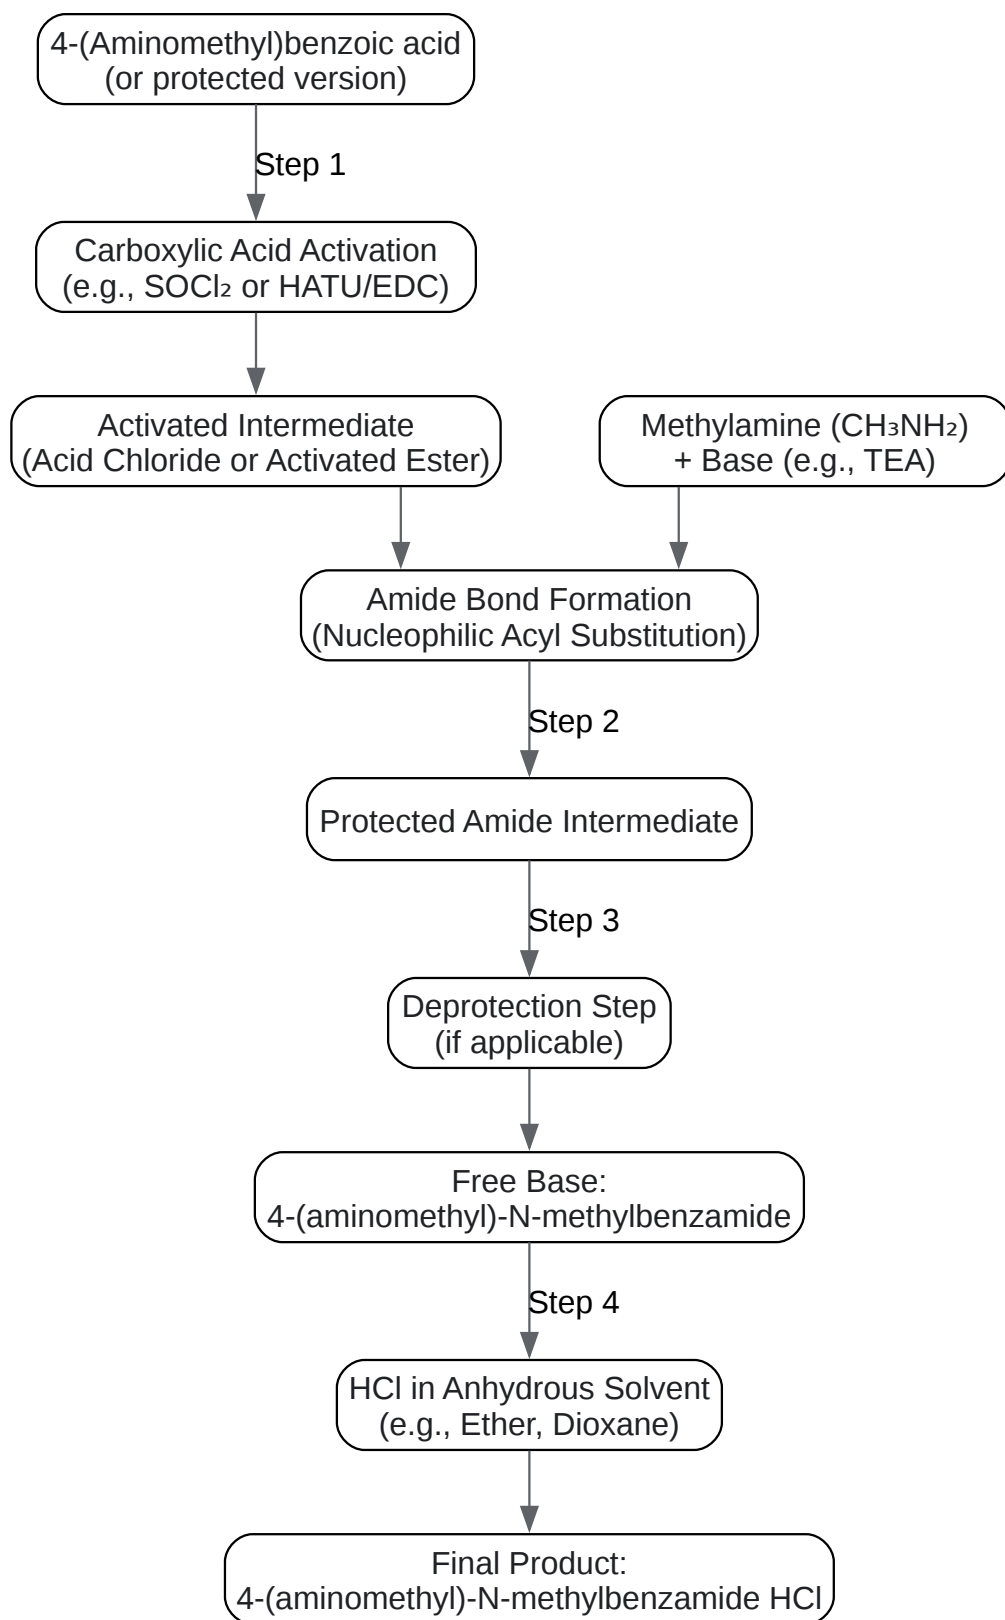 4-(Aminomethyl)benzoic acid
(or protected version)
Step 1
Carboxylic Acid Activation
(e.g., SOCl₂ or HATU/EDC)
Activated Intermediate
(Acid Chloride or Activated Ester)
Methylamine (CH₃NH₂)
+ Base (e.g., TEA)
Amide Bond Formation
(Nucleophilic Acyl Substitution)
Step 2
Protected Amide Intermediate
Step 3
Deprotection Step
(if applicable)
Free Base:
4-(aminomethyl)-N-methylbenzamide
Step 4
HCl in Anhydrous Solvent
(e.g., Ether, Dioxane)
Final Product:
4-(aminomethyl)-N-methylbenzamide HCl